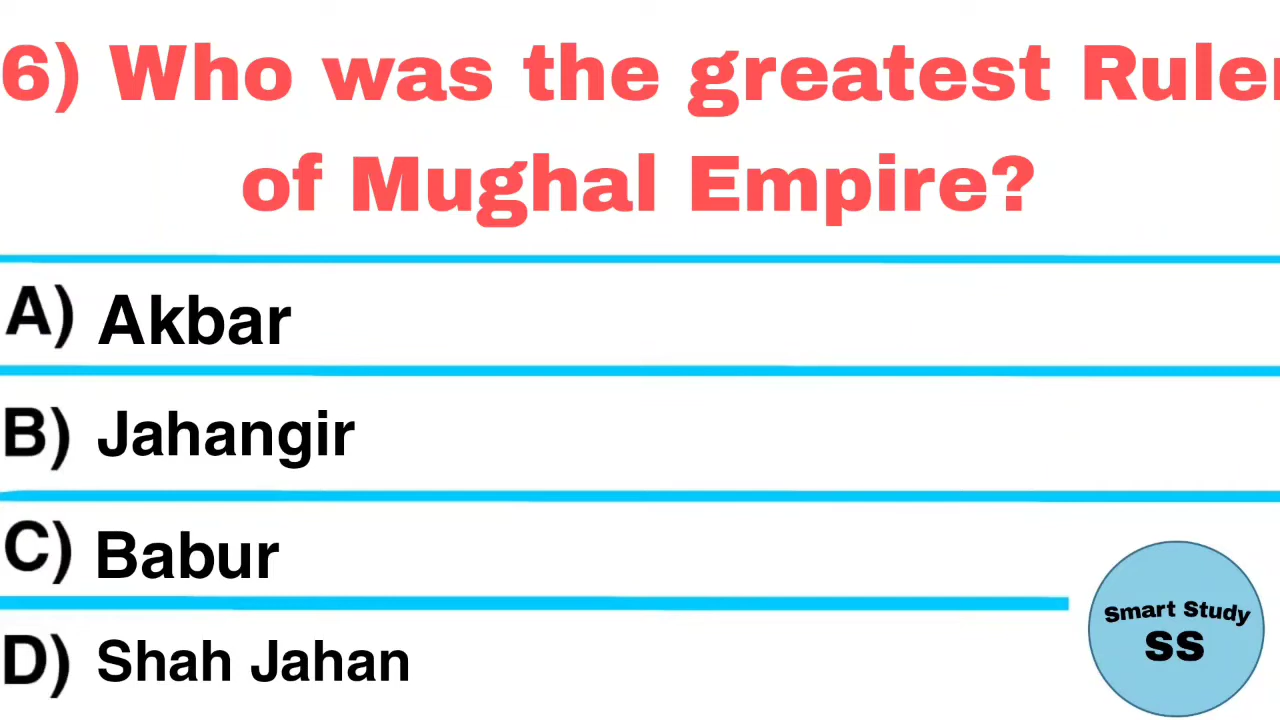 6) Who was the greatest Ruler
of Mughal Empire?
A) Akbar
B) Jahangir
C) Babur
D) Shah Jahan
Smart Study
SS